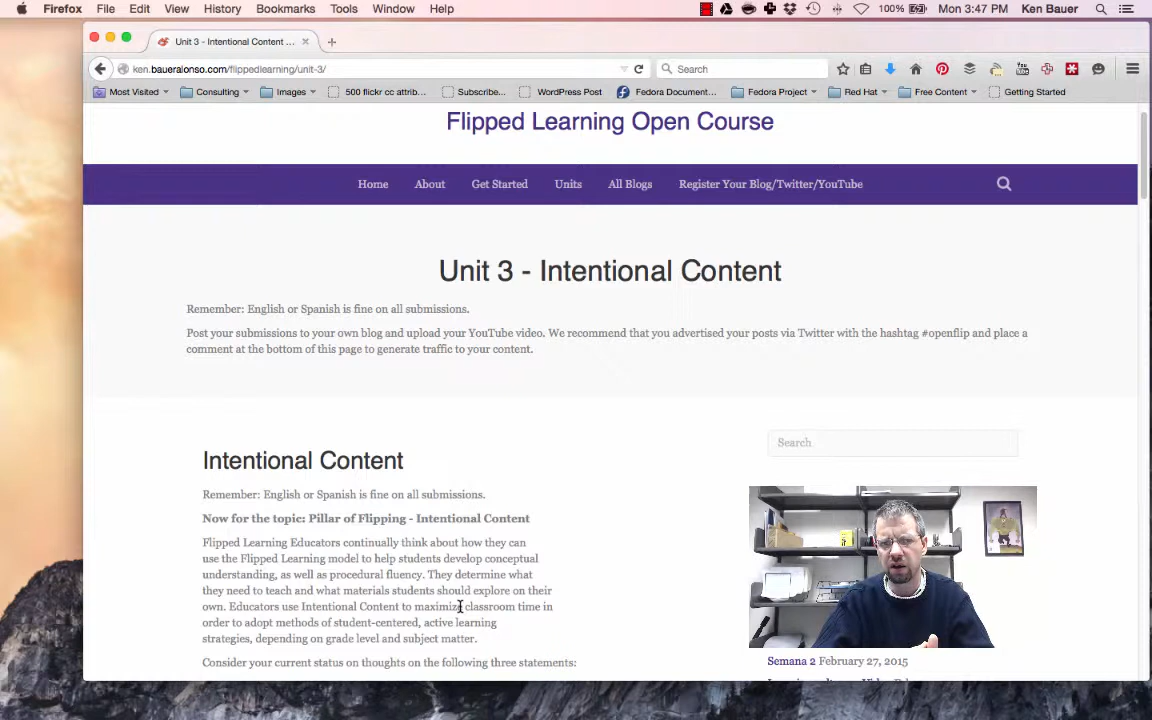 Firefox File Edit View History Bookmarks Tools Window Help 100% Mon 3:47 PM Ken Bauer
Unit 3 - Intentional Content ...
ken.baueralonso.com/flippedlearning/unit-3/ Search
Most Visited Consulting Images 500 flickr cc attrib... Subscribe... WordPress Post Fedora Document... Fedora Project Red Hat Free Content Getting Started
Flipped Learning Open Course
Home About Get Started Units All Blogs Register Your Blog/Twitter/YouTube
Unit 3 - Intentional Content
Remember: English or Spanish is fine on all submissions.
Post your submissions to your own blog and upload your YouTube video. We recommend that you advertised your posts via Twitter with the hashtag #openflip and place a
comment at the bottom of this page to generate traffic to your content.
Search
Intentional Content
Remember: English or Spanish is fine on all submissions.
Now for the topic: Pillar of Flipping - Intentional Content
Flipped Learning Educators continually think about how they can
use the Flipped Learning model to help students develop conceptual
understanding, as well as procedural fluency. They determine what
they need to teach and what materials students should explore on their
own. Educators use Intentional Content to maximize classroom time in
order to adopt methods of student-centered, active learning
strategies, depending on grade level and subject matter.
Consider your current status on thoughts on the following three statements:
Semana 2 February 27, 2015